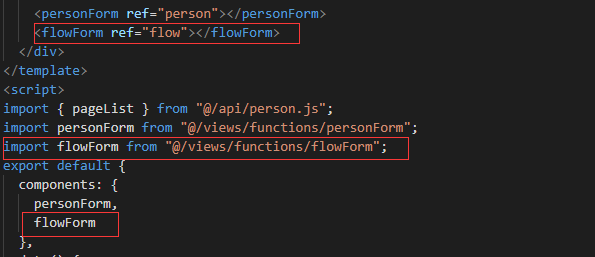 <personForm ref="person"></personForm>
<flowForm ref="flow"></flowForm>
</div>
</template>
<script>
import { pageList } from "@/api/person.js";
import personForm from "@/views/functions/personForm";
import flowForm from "@/views/functions/flowForm";
export default {
components: {
personForm,
flowForm
},